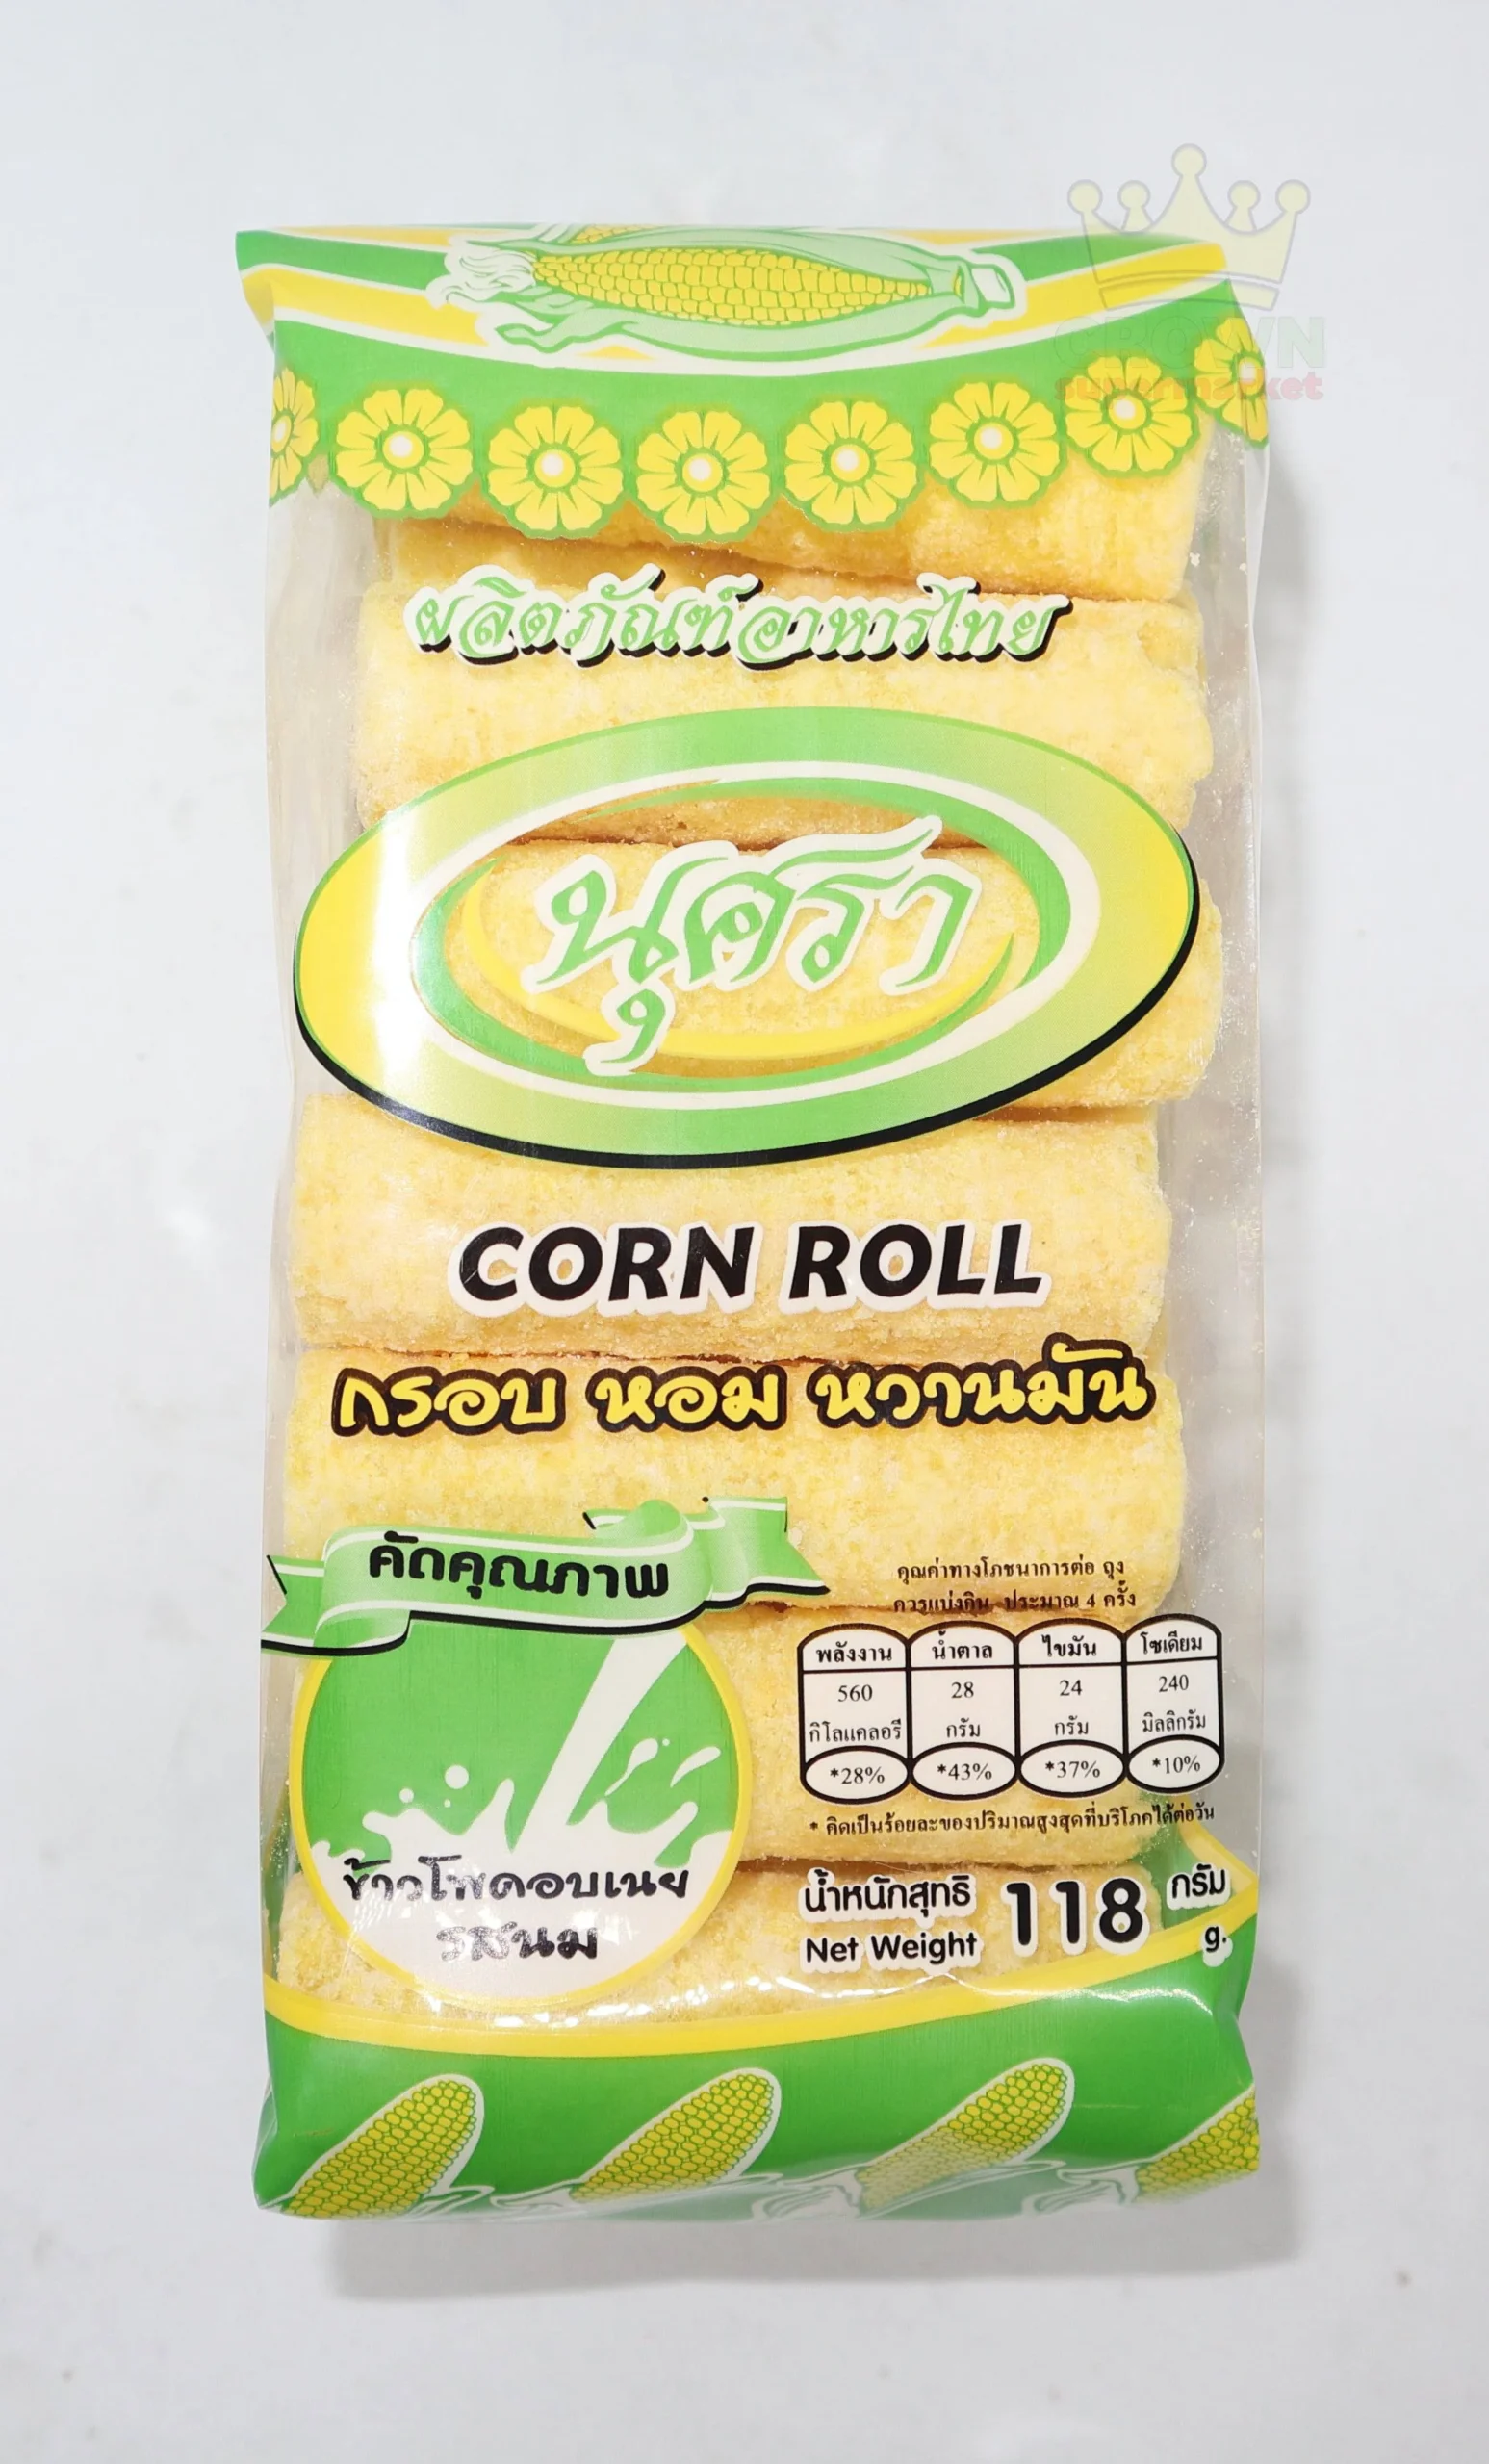 CROWN
supermarket
ผลิตภัณฑ์อาหารไทย
นุศรา
CORN ROLL
กรอบ หอม หวานมัน
คัดคุณภาพ
คุณค่าทางโภชนาการต่อ ถุง
ควรแบ่งกิน ประมาณ 4 ครั้ง
พลังงาน น้ำตาล ไขมัน โซเดียม
560 28 24 240
กิโลแคลอรี กรัม กรัม มิลลิกรัม
*28% *43% *37% *10%
* คิดเป็นร้อยละของปริมาณสูงสุดที่บริโภคได้ต่อวัน
ข้าวโพดอบเนย
รสนม
น้ำหนักสุทธิ 118 กรัม
Net Weight g.